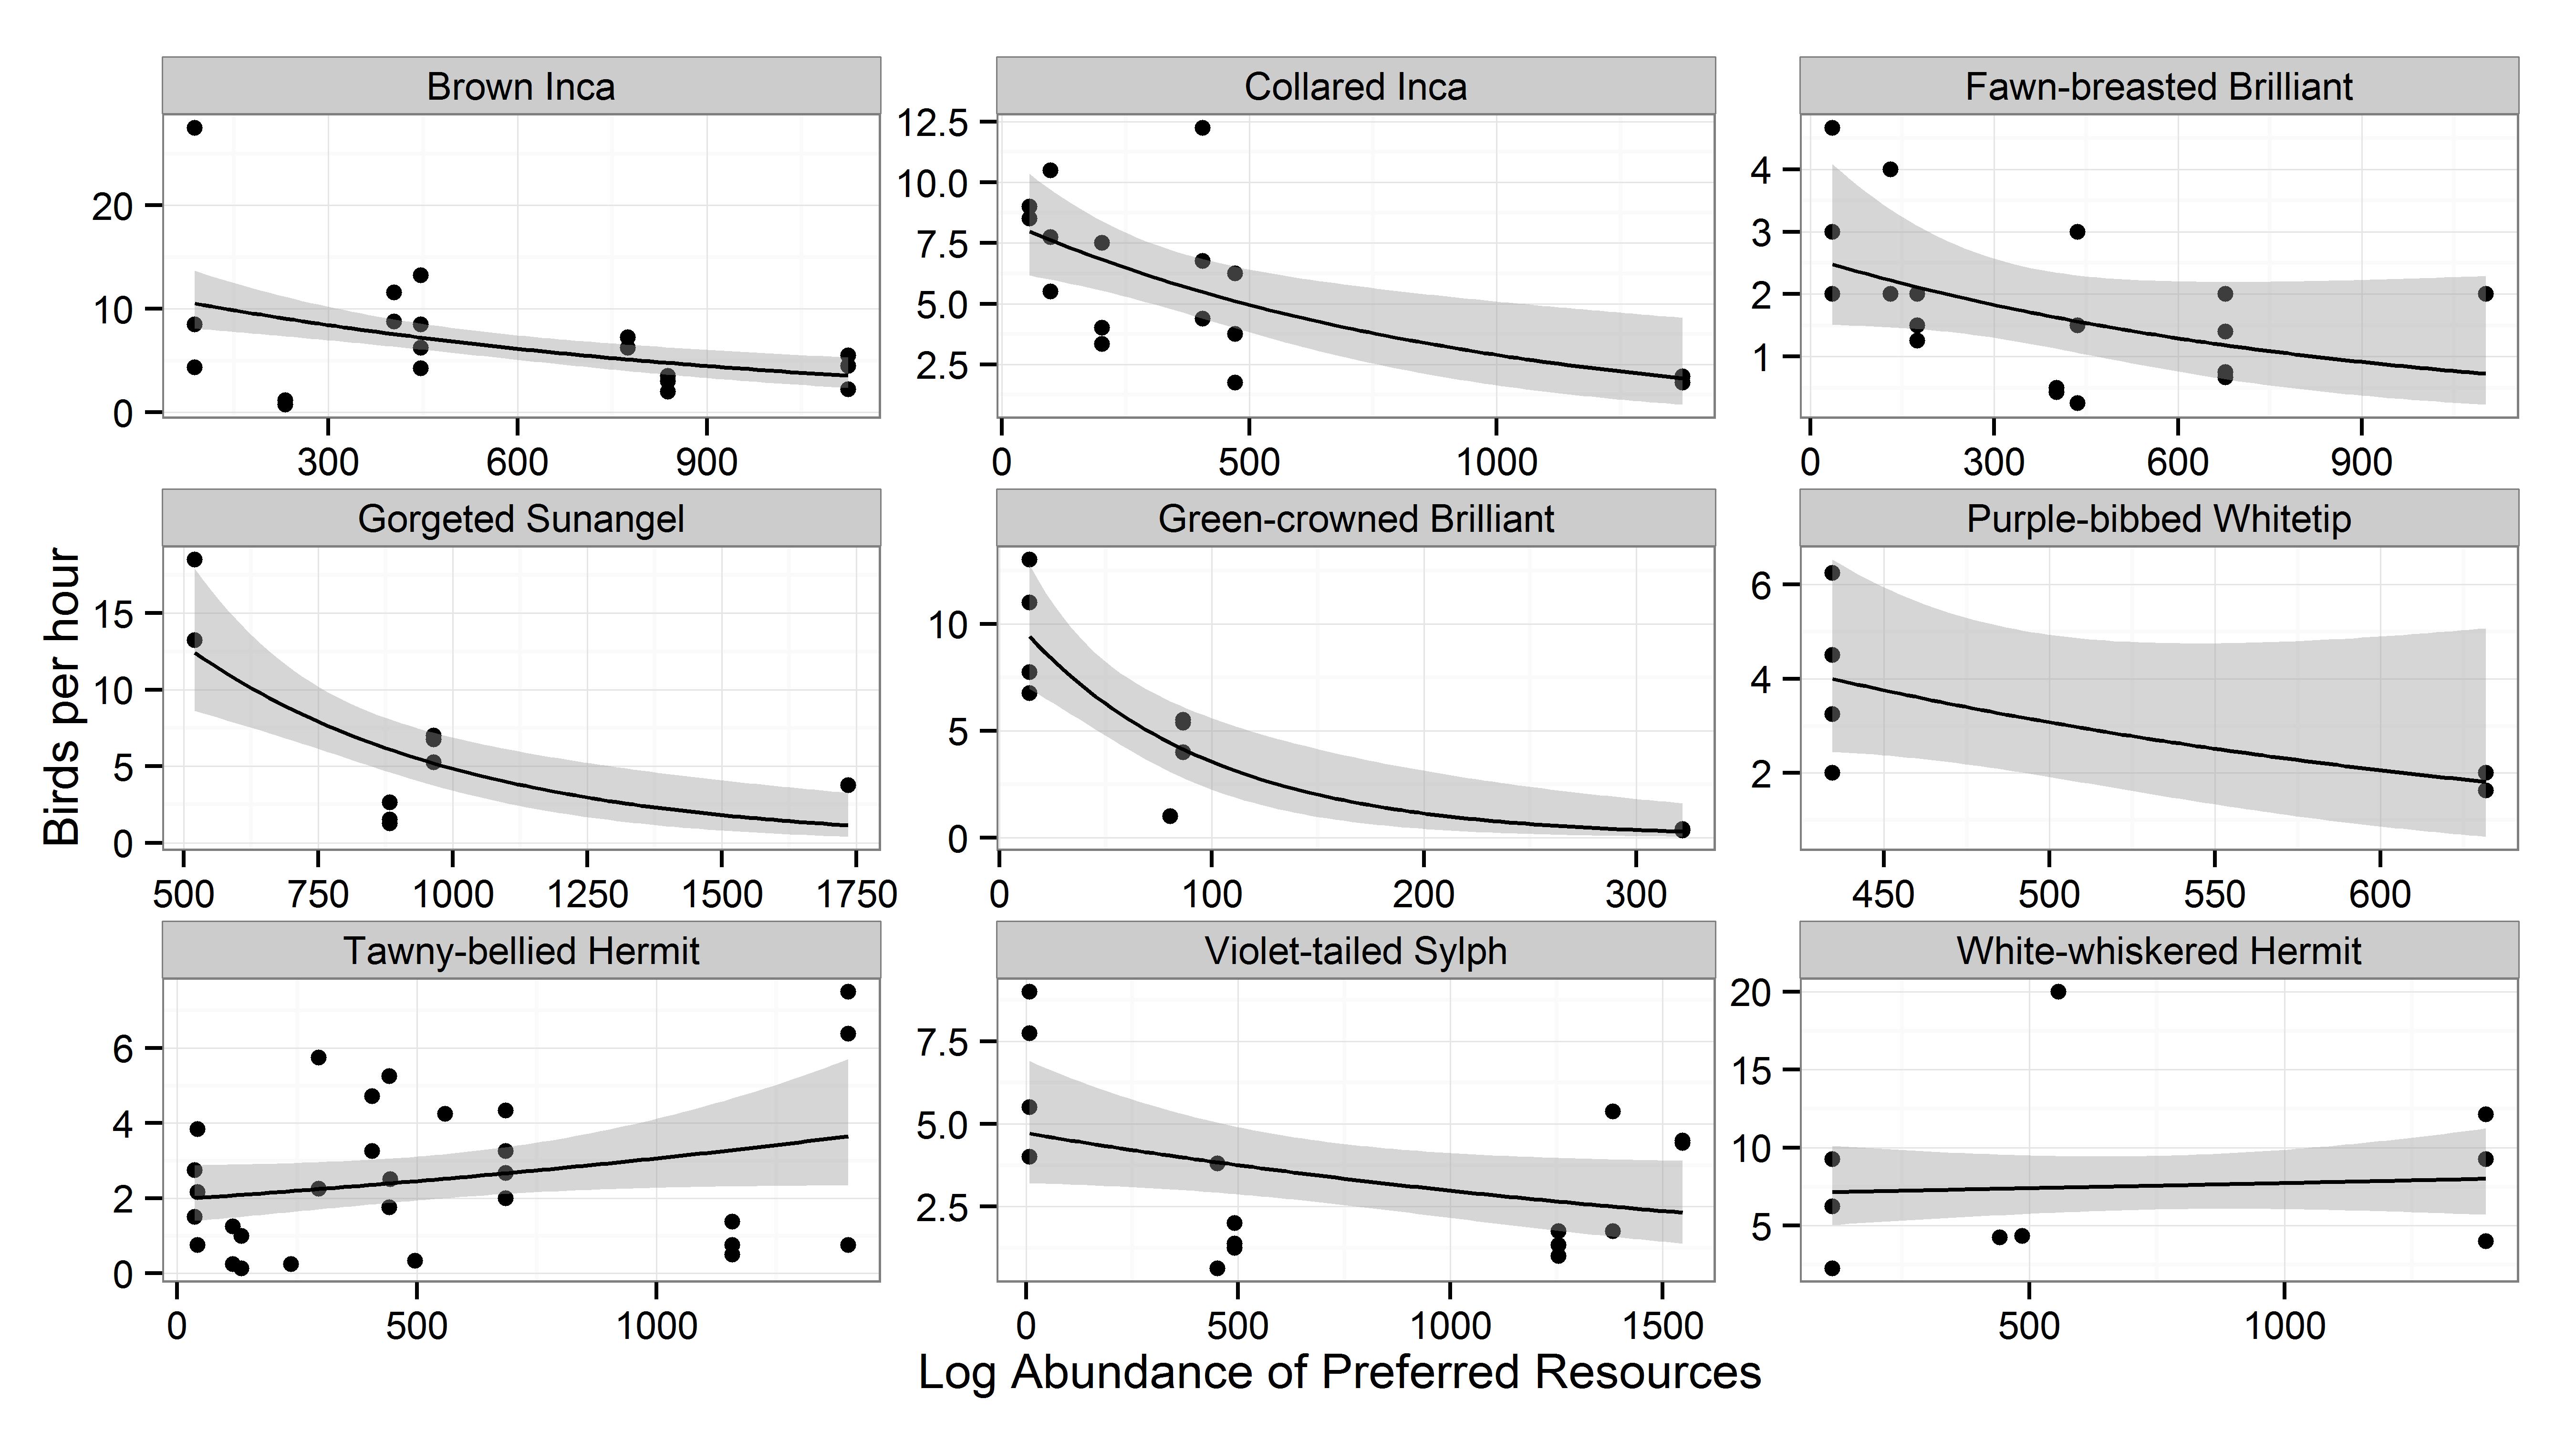 Brown Inca
Collared Inca
Fawn-breasted Brilliant
20
10
0
300 600 900
12.5
10.0
7.5
5.0
2.5
0 500 1000
4
3
2
1
0 300 600 900
Gorgeted Sunangel
Green-crowned Brilliant
Purple-bibbed Whitetip
Birds per hour
15
10
5
0
500 750 1000 1250 1500 1750
10
5
0
0 100 200 300
6
4
2
450 500 550 600
Tawny-bellied Hermit
Violet-tailed Sylph
White-whiskered Hermit
6
4
2
0
0 500 1000
7.5
5.0
2.5
0 500 1000 1500
20
15
10
5
500 1000
Log Abundance of Preferred Resources